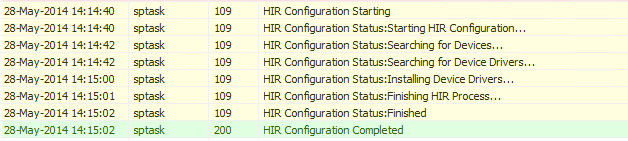 28-May-2014 14:14:40 sptask 109 HIR Configuration Starting
28-May-2014 14:14:40 sptask 109 HIR Configuration Status:Starting HIR Configuration...
28-May-2014 14:14:42 sptask 109 HIR Configuration Status:Searching for Devices...
28-May-2014 14:14:42 sptask 109 HIR Configuration Status:Searching for Device Drivers...
28-May-2014 14:15:00 sptask 109 HIR Configuration Status:Installing Device Drivers...
28-May-2014 14:15:01 sptask 109 HIR Configuration Status:Finishing HIR Process...
28-May-2014 14:15:02 sptask 109 HIR Configuration Status:Finished
28-May-2014 14:15:02 sptask 200 HIR Configuration Completed